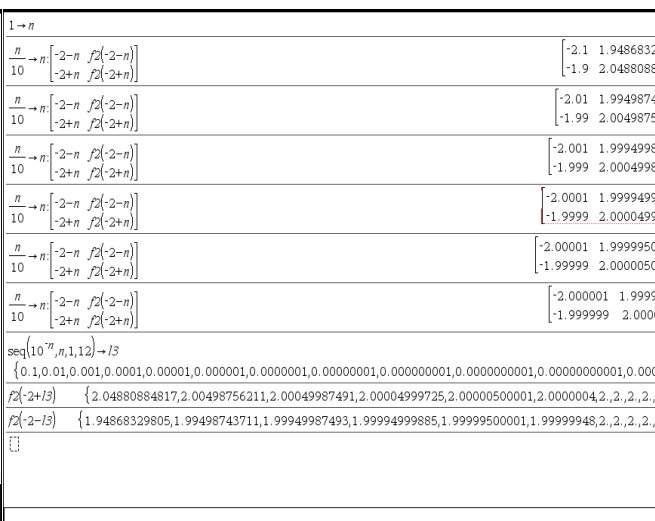 1→n
n/10→n:[-2-n f2(-2-n)
-2+n f2(-2+n)]
[-2.1 1.9486832
-1.9 2.0488088
n/10→n:[-2-n f2(-2-n)
-2+n f2(-2+n)]
[-2.01 1.9949874
-1.99 2.0049875
n/10→n:[-2-n f2(-2-n)
-2+n f2(-2+n)]
[-2.001 1.9994998
-1.999 2.0004998
n/10→n:[-2-n f2(-2-n)
-2+n f2(-2+n)]
[-2.0001 1.9999499
-1.9999 2.0000499
n/10→n:[-2-n f2(-2-n)
-2+n f2(-2+n)]
[-2.00001 1.9999950
-1.99999 2.0000050
n/10→n:[-2-n f2(-2-n)
-2+n f2(-2+n)]
[-2.000001 1.9999
-1.999999 2.000
seq(10^-n,n,1,12)→l3
{0.1,0.01,0.001,0.0001,0.00001,0.000001,0.0000001,0.00000001,0.000000001,0.0000000001,0.00000000001,0.000
f2(-2+l3) {2.04880884817,2.00498756211,2.00049987491,2.00004999725,2.00000500001,2.0000004,2.,2.,2.,2.,
f2(-2-l3) {1.94868329805,1.99498743711,1.99949987493,1.99994999885,1.99999500001,1.99999948,2.,2.,2.,2.,